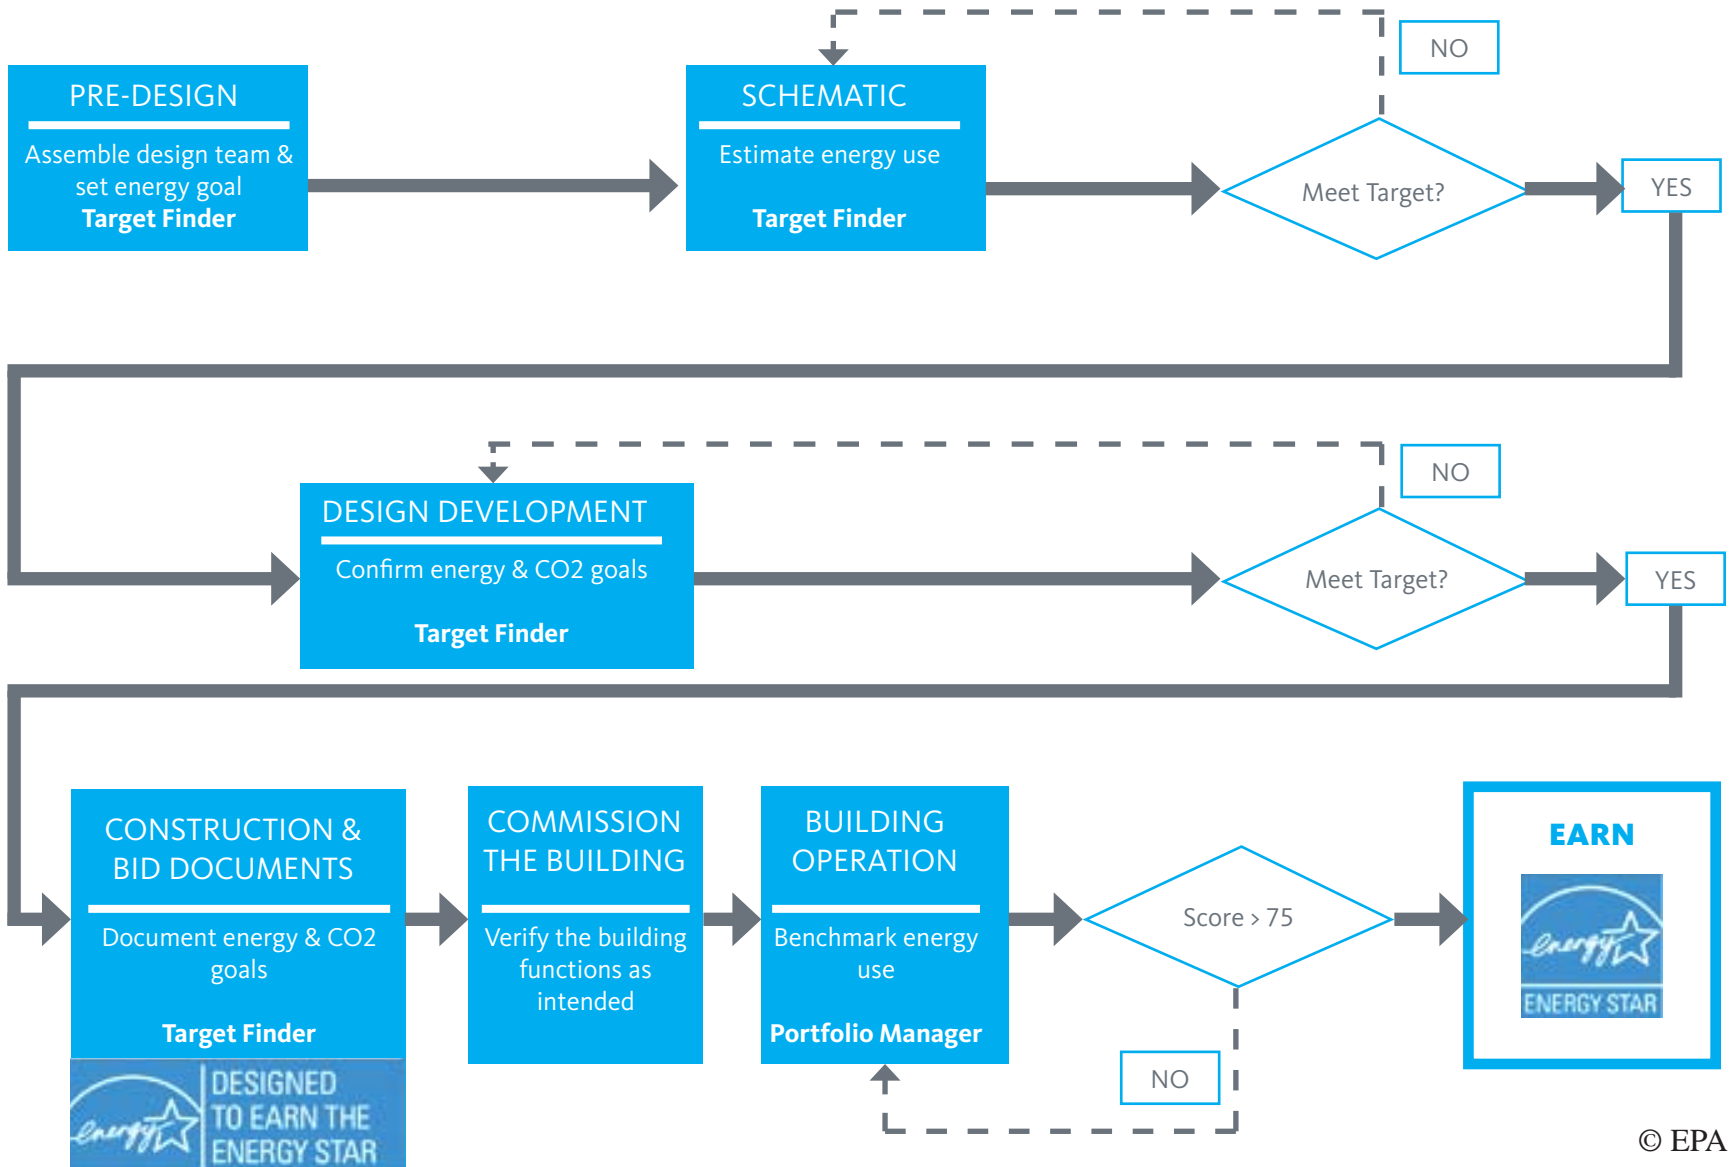 PRE-DESIGN
Assemble design team &
set energy goal
Target Finder
SCHEMATIC
Estimate energy use
Target Finder
NO
Meet Target?
YES
DESIGN DEVELOPMENT
Confirm energy & CO2 goals
Target Finder
NO
Meet Target?
YES
CONSTRUCTION &
BID DOCUMENTS
Document energy & CO2
goals
Target Finder
energy
DESIGNED
TO EARN THE
ENERGY STAR
COMMISSION
THE BUILDING
Verify the building
functions as
intended
BUILDING
OPERATION
Benchmark energy
use
Portfolio Manager
Score > 75
NO
EARN
energy
ENERGY STAR
© EPA